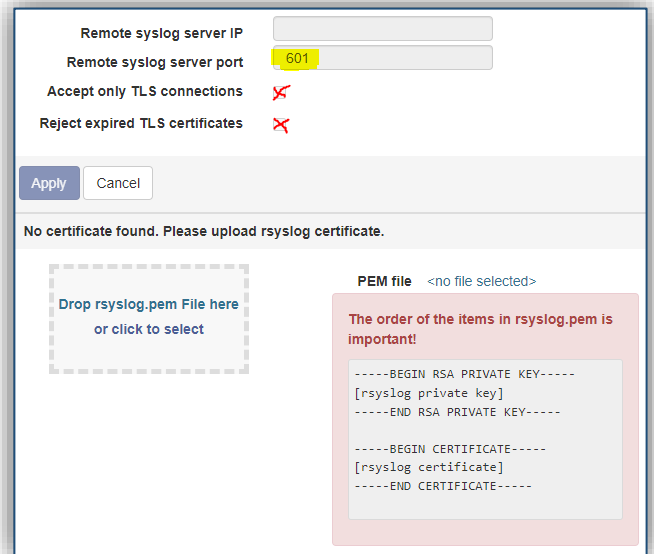 Remote syslog server IP
Remote syslog server port 601
Accept only TLS connections
Reject expired TLS certificates
Apply Cancel
No certificate found. Please upload rsyslog certificate.
Drop rsyslog.pem File here
or click to select
PEM file <no file selected>
The order of the items in rsyslog.pem is
important!
-----BEGIN RSA PRIVATE KEY-----
[rsyslog private key]
-----END RSA PRIVATE KEY-----
-----BEGIN CERTIFICATE-----
[rsyslog certificate]
-----END CERTIFICATE-----